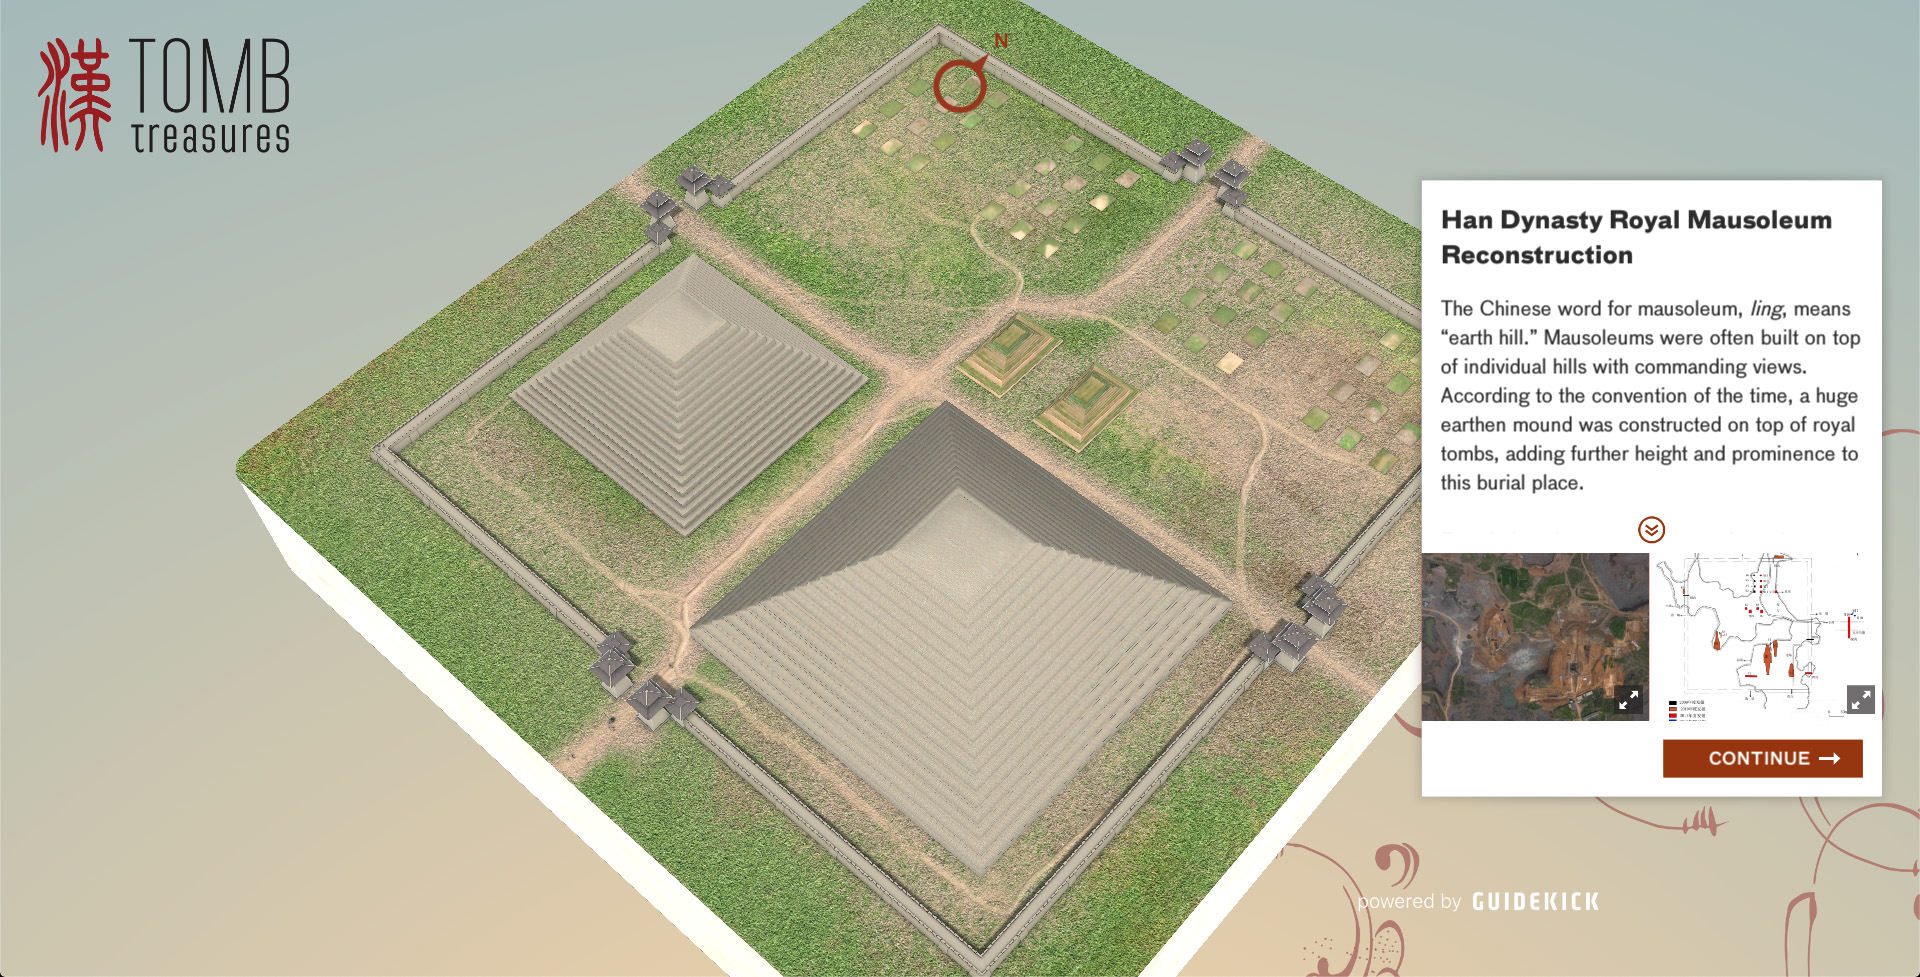 漢 TOMB
treasures
N
Han Dynasty Royal Mausoleum
Reconstruction
The Chinese word for mausoleum, ling, means
“earth hill.” Mausoleums were often built on top
of individual hills with commanding views.
According to the convention of the time, a huge
earthen mound was constructed on top of royal
tombs, adding further height and prominence to
this burial place.
CONTINUE
powered by GUIDEKICK